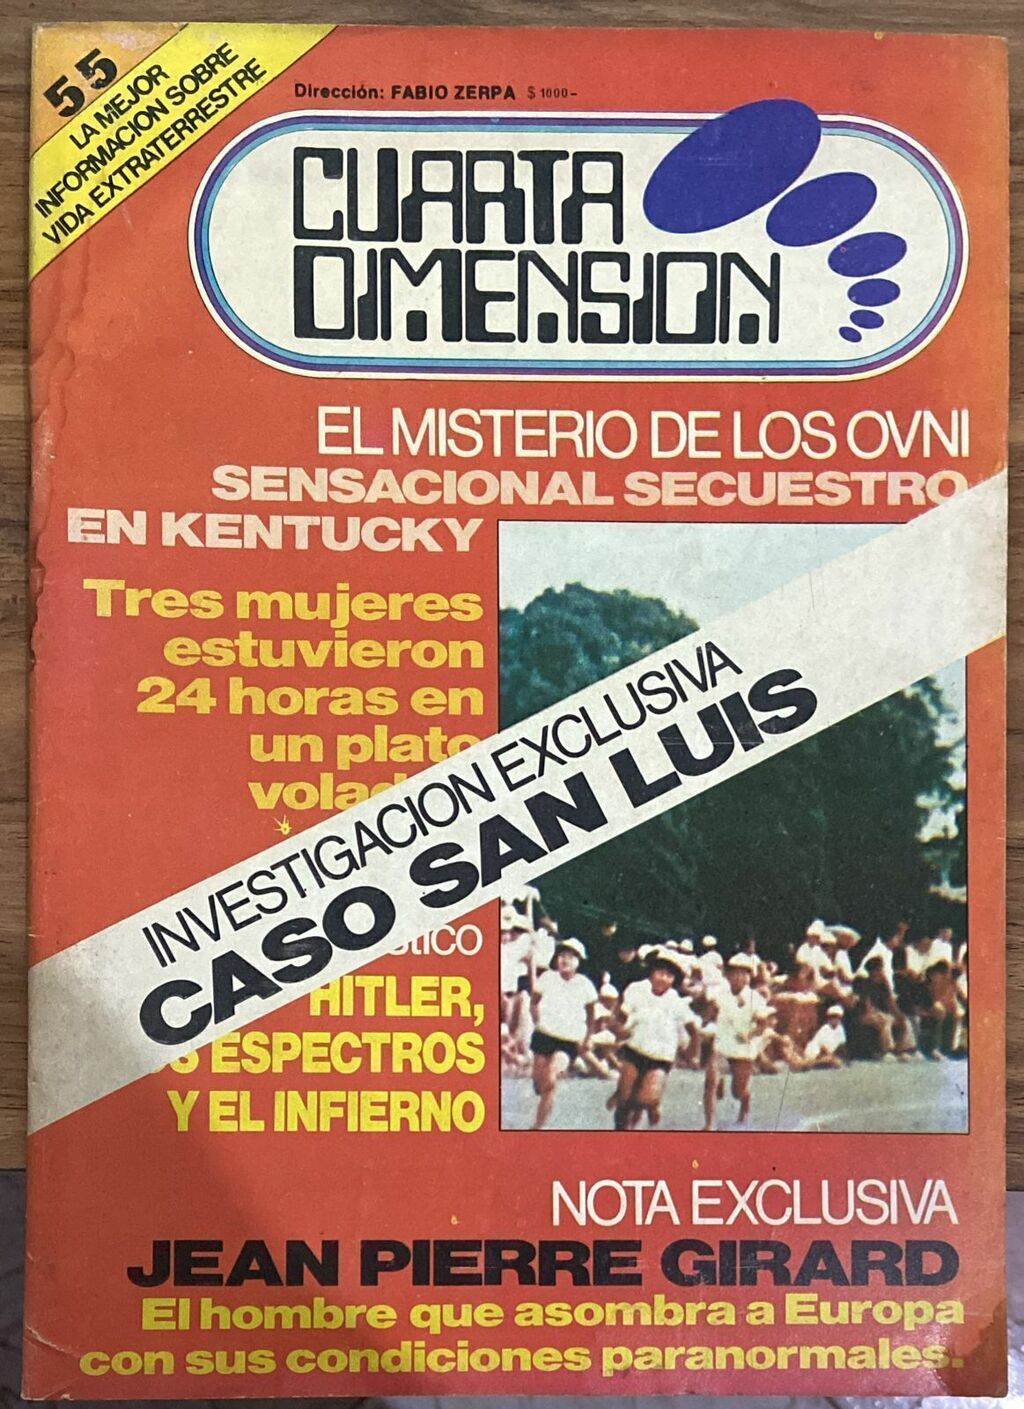 55
LA MEJOR
INFORMACION SOBRE
VIDA EXTRATERRESTRE
Dirección: FABIO ZERPA $ 1000-
CUARTA
DIMENSION
EL MISTERIO DE LOS OVNI
SENSACIONAL SECUESTRO
EN KENTUCKY
Tres mujeres
estuvieron
24 horas en
un plato
INVESTIGACION EXCLUSIVA
CASO SAN LUIS
HITLER,
ESPECTROS
Y EL INFIERNO
NOTA EXCLUSIVA
JEAN PIERRE GIRARD
El hombre que asombra a Europa
con sus condiciones paranormales.